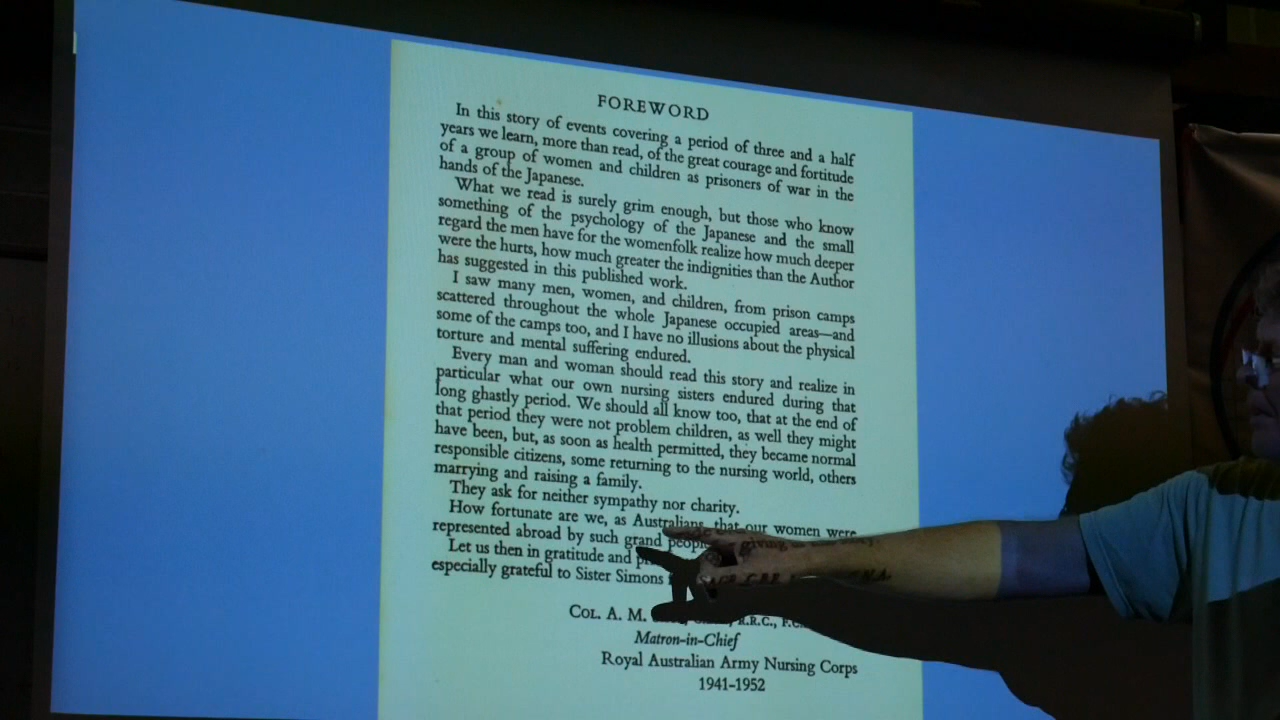 FOREWORD
In this story of events covering a period of three and a half
years we learn, more than read, of the great courage and fortitude
of a group of women and children as prisoners of war in the
hands of the Japanese.
What we read is surely grim enough, but those who know
something of the psychology of the Japanese and the small
regard the men have for the womenfolk realize how much deeper
were the hurts, how much greater the indignities than the Author
has suggested in this published work.
I saw many men, women, and children, from prison camps
scattered throughout the whole Japanese occupied areas—and
some of the camps too, and I have no illusions about the physical
torture and mental suffering endured.
Every man and woman should read this story and realize in
particular what our own nursing sisters endured during that
long ghastly period. We should all know too, that at the end of
that period they were not problem children, as well they might
have been, but, as soon as health permitted, they became normal
responsible citizens, some returning to the nursing world, others
marrying and raising a family.
They ask for neither sympathy nor charity.
How fortunate are we, as Australians, that our women were
represented abroad by such grand people
Let us then in gratitude and giving
especially grateful to Sister Simons
COL. A. M. R.R.C.,
Matron-in-Chief
Royal Australian Army Nursing Corps
1941-1952